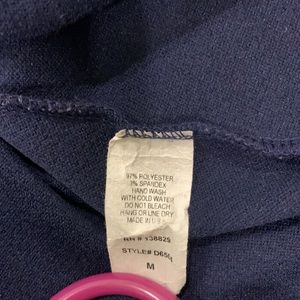 97% POLYESTER
3% SPANDEX
HAND WASH
WITH COLD WATER
DO NOT BLEACH
HANG OR LINE DRY
MADE IN
RN # 138829
STYLE#
M